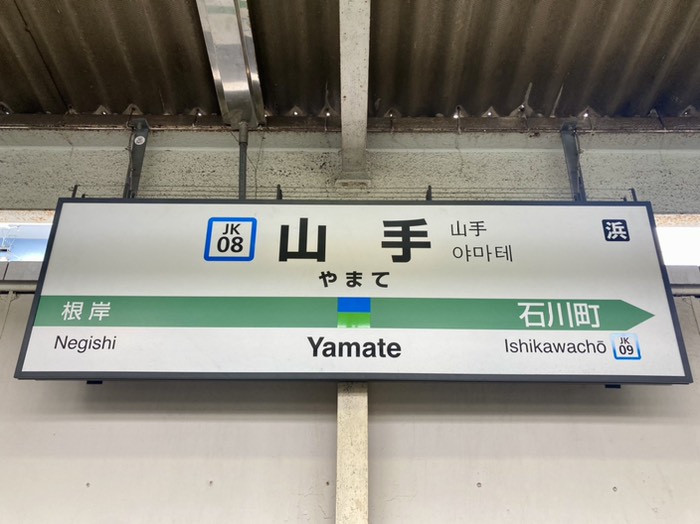 JK
08
山手
山手
야마테
浜
やまて
根岸
石川町
Negishi
Yamate
Ishikawachō
JK
09